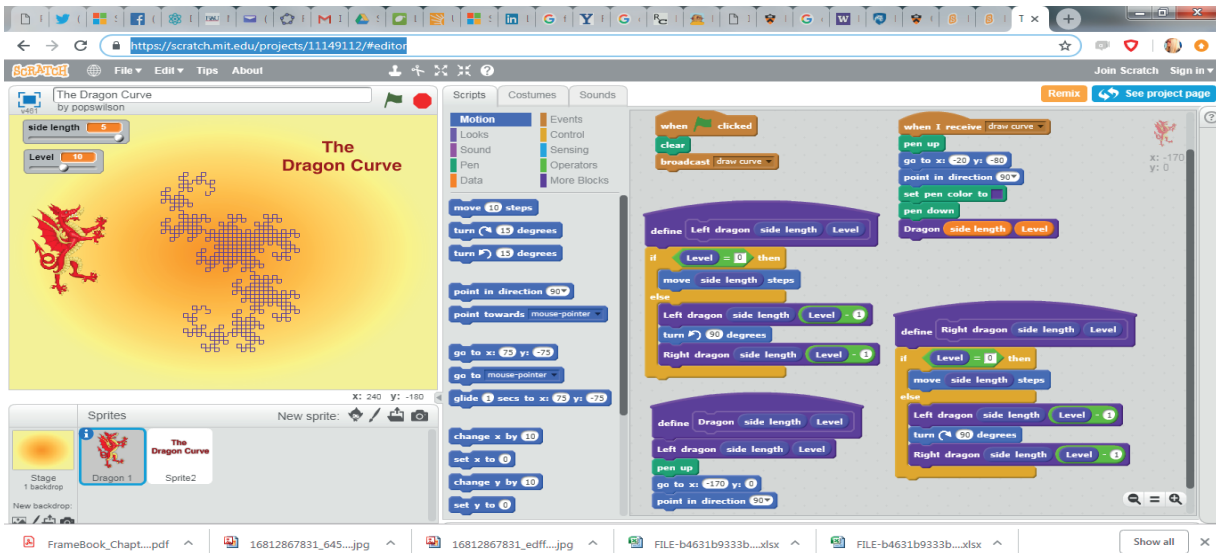 https://scratch.mit.edu/projects/11149112/#editor
SCRATCH File Edit Tips About Join Scratch Sign in
The Dragon Curve
by popswilson
v461
side length 5
Level 10
The
Dragon Curve
x: 240 y: -180
Sprites New sprite:
Stage
1 backdrop
New backdrop:
Dragon 1
The
Dragon Curve
Sprite2
Scripts Costumes Sounds
Remix See project page
Motion Events
Looks Control
Sound Sensing
Pen Operators
Data More Blocks
move 10 steps
turn 15 degrees
turn 15 degrees
point in direction 90
point towards mouse-pointer
go to x: 75 y: -75
go to mouse-pointer
glide 1 secs to x: 75 y: -75
change x by 10
set x to 0
change y by 10
set y to 0
when clicked
clear
broadcast draw curve
define Left dragon side length Level
if Level = 0 then
move side length steps
else
Left dragon side length Level - 1
turn 90 degrees
Right dragon side length Level - 1
define Dragon side length Level
Left dragon side length Level
pen up
go to x: -170 y: 0
point in direction 90
when I receive draw curve
pen up
go to x: -20 y: -80
point in direction 90
set pen color to
pen down
Dragon side length Level
x: -170
y: 0
define Right dragon side length Level
if Level = 0 then
move side length steps
else
Left dragon side length Level - 1
turn 90 degrees
Right dragon side length Level - 1
FrameBook_Chapt....pdf
16812867831_645....jpg
16812867831_edff....jpg
FILE-b4631b9333b....xlsx
FILE-b4631b9333b....xlsx
Show all